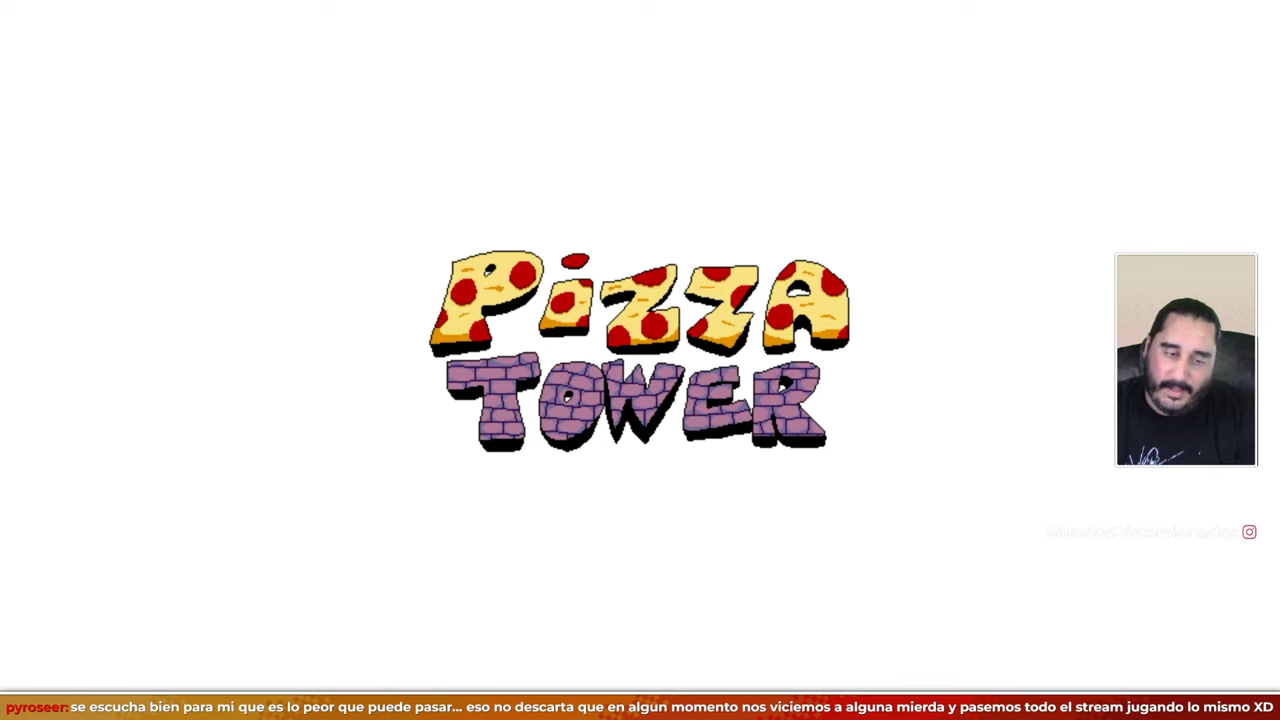 Pizza
TOWER
MundosDistorsionados
pyroseer: se escucha bien para mi que es lo peor que puede pasar... eso no descarta que en algun momento nos viciemos a alguna mierda y pasemos todo el stream jugando lo mismo XD